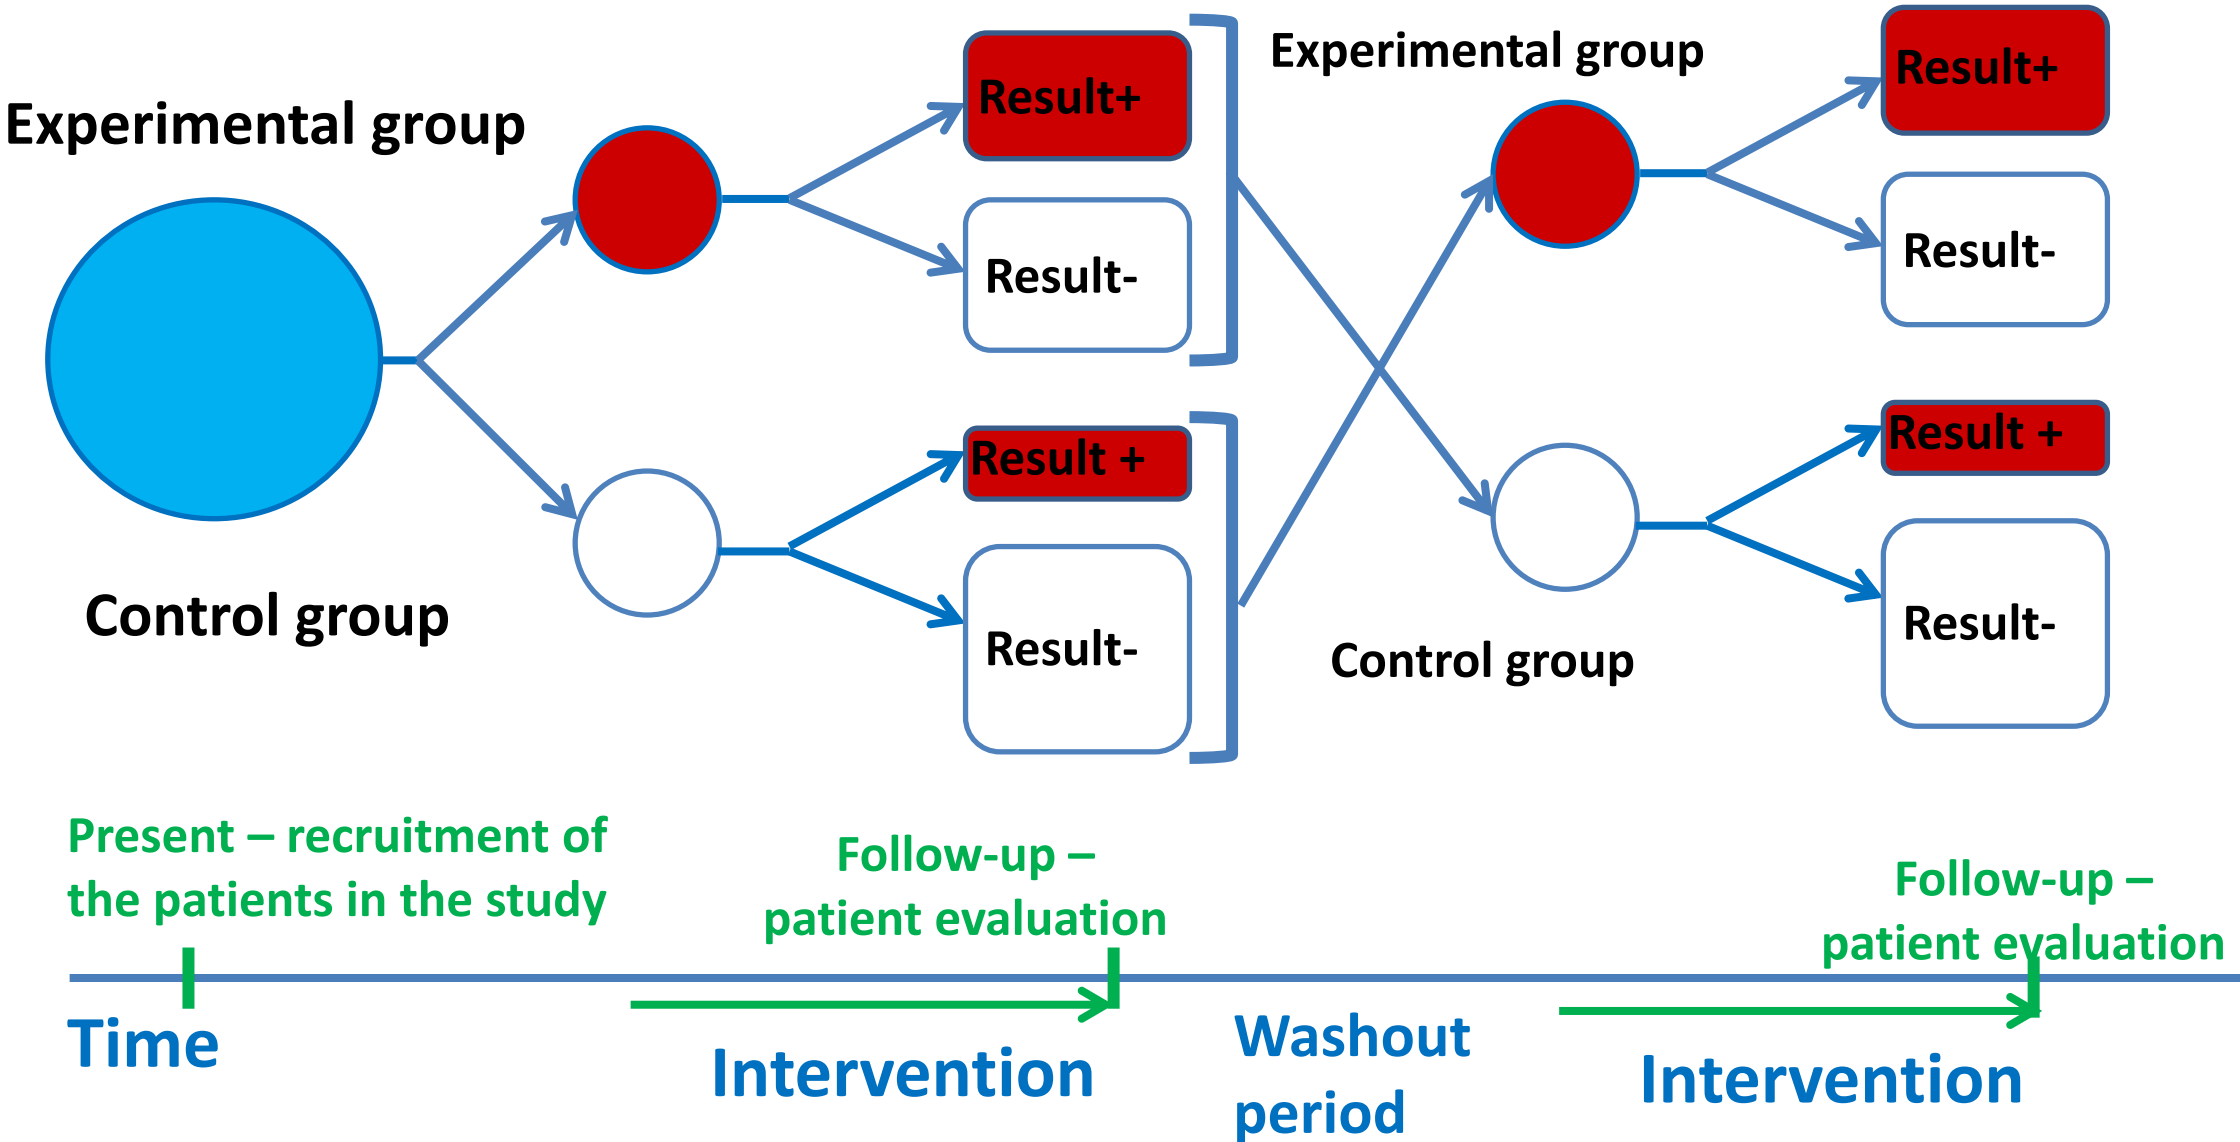 Experimental group
Result+
Result-
Control group
Result +
Result-
Experimental group
Result+
Result-
Control group
Result +
Result-
Present – recruitment of
the patients in the study
Follow-up –
patient evaluation
Follow-up –
patient evaluation
Time
Intervention
Washout
period
Intervention